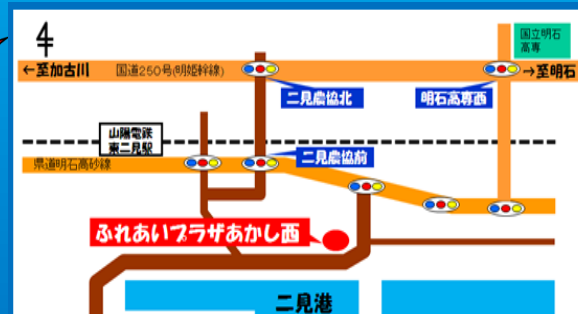 国立明石
高専
←至加古川
国道250号(明姫幹線)
→至明石
二見農協北
明石高専西
山陽電鉄
東二見駅
二見農協前
県道明石高砂線
ふれあいプラザあかし西
二見港